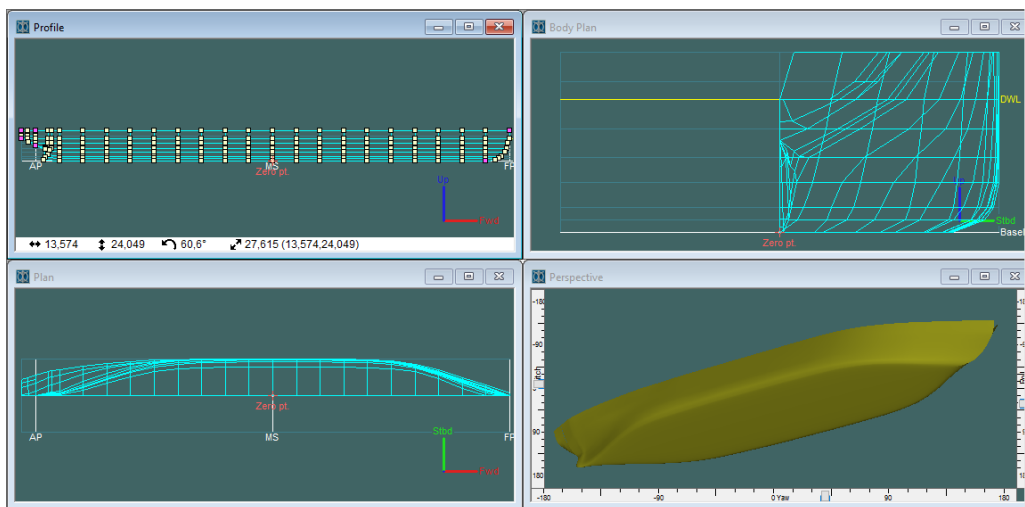 Profile
AP
MS
FP
Zero pt.
Up
Fwd
13,574 24,049 60,6° 27,615 (13,574,24,049)
Body Plan
DWL
Stbd
Zero pt.
Plan
Zero pt.
AP
MS
FP
Stbd
Fwd
Perspective
-180
-90
90
180
-180 -90 0 Yaw 90 180